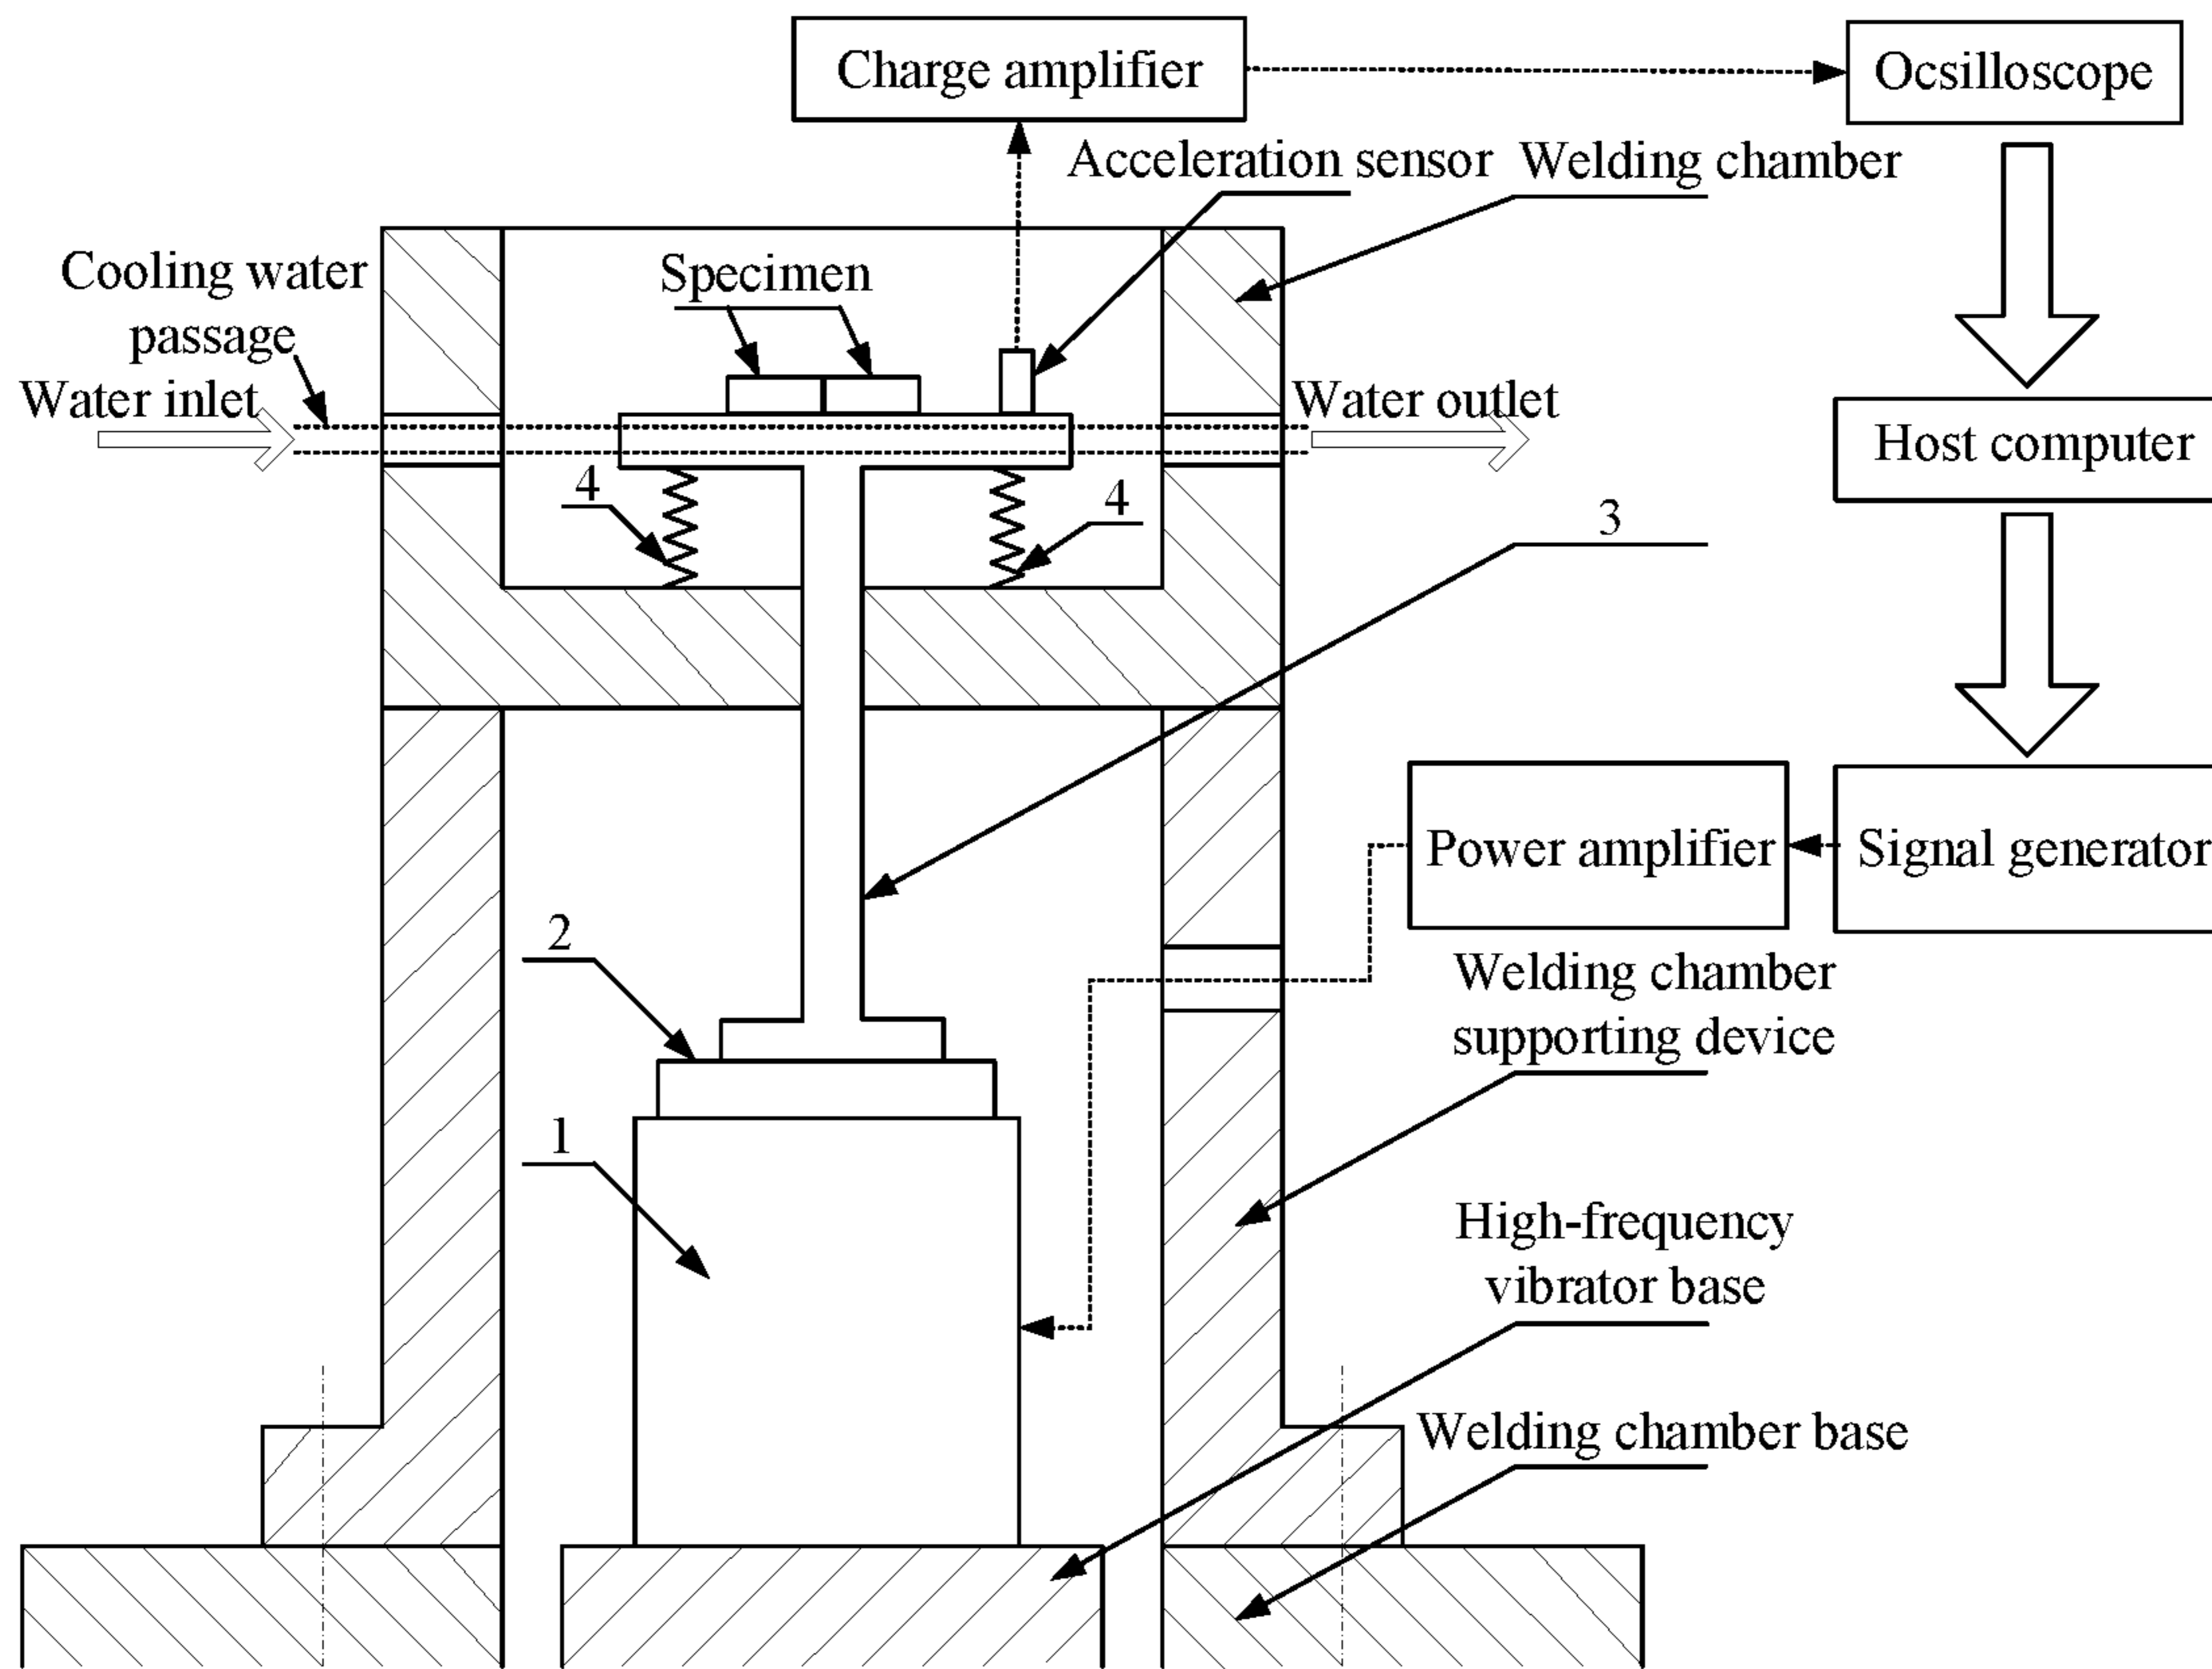 Charge amplifier
Ocsilloscope
Acceleration sensor
Welding chamber
Cooling water
passage
Specimen
Water inlet
Water outlet
Host computer
4
4
3
Power amplifier
Signal generator
2
Welding chamber
supporting device
1
High-frequency
vibrator base
Welding chamber base